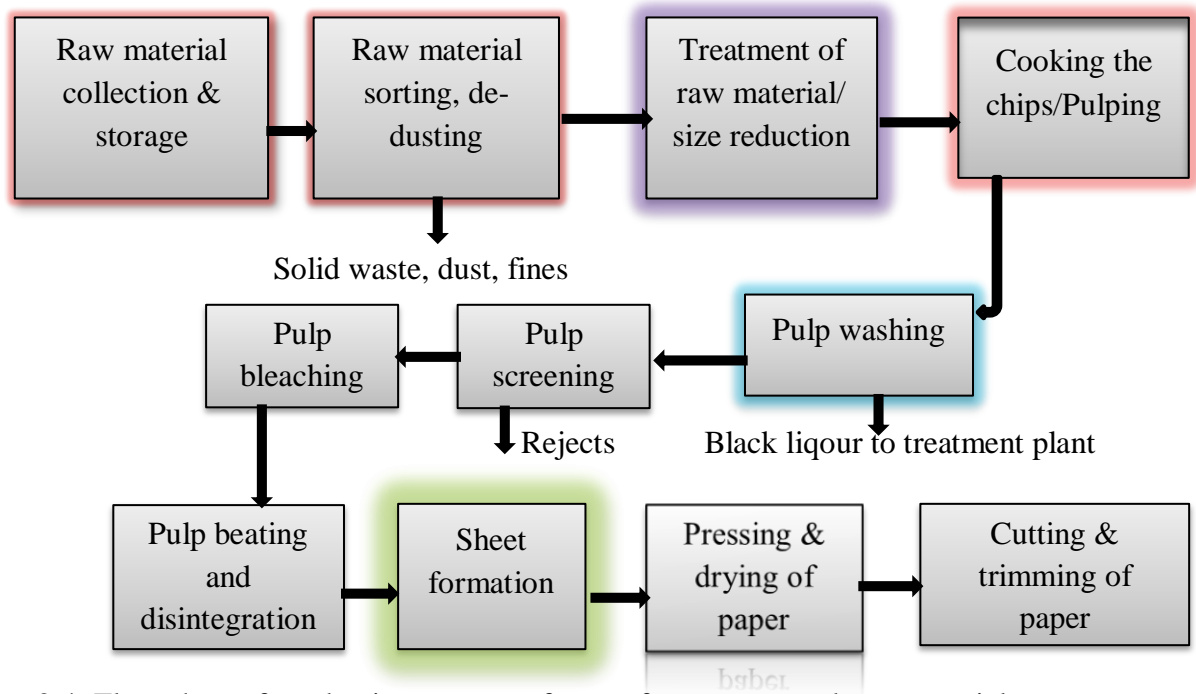 Raw material
collection &
storage
Raw material
sorting, de-
dusting
Treatment of
raw material/
size reduction
Cooking the
chips/Pulping
Solid waste, dust, fines
Pulp washing
Pulp
screening
Pulp
bleaching
Rejects
Black liqour to treatment plant
Pulp beating
and
disintegration
Sheet
formation
Pressing &
drying of
paper
Cutting &
trimming of
paper